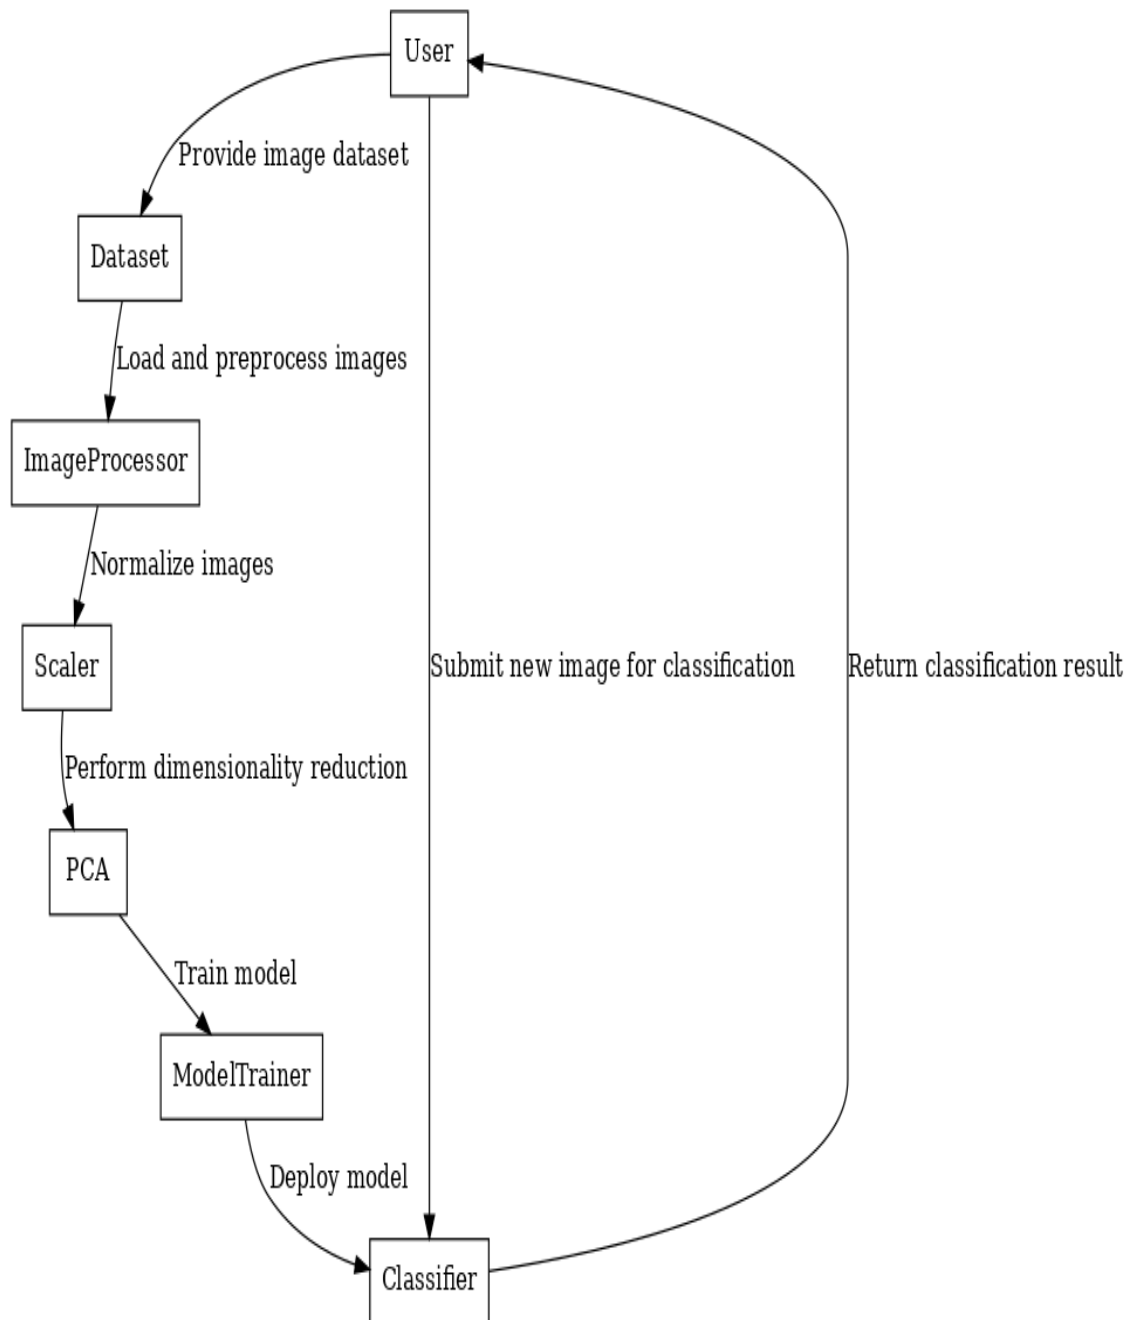 User
Provide image dataset
Dataset
Load and preprocess images
ImageProcessor
Normalize images
Scaler
Submit new image for classification
Return classification result
Perform dimensionality reduction
PCA
Train model
ModelTrainer
Deploy model
Classifier